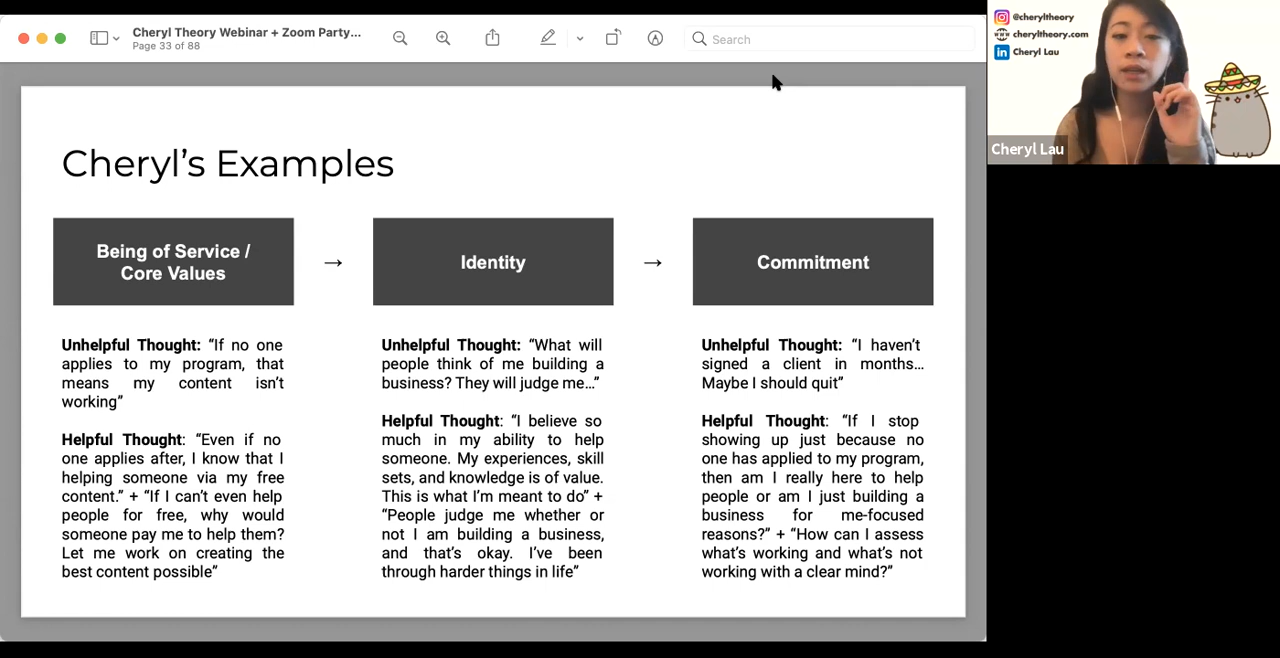 Cheryl Theory Webinar + Zoom Party...
Page 33 of 88
Search
@cheryltheory
cheryltheory.com
in Cheryl Lau
Cheryl Lau
Cheryl's Examples
Being of Service /
Core Values
→
Identity
→
Commitment
Unhelpful Thought: “If no one
applies to my program, that
means my content isn’t
working”
Helpful Thought: “Even if no
one applies after, I know that I
helping someone via my free
content.” + “If I can’t even help
people for free, why would
someone pay me to help them?
Let me work on creating the
best content possible”
Unhelpful Thought: “What will
people think of me building a
business? They will judge me…”
Helpful Thought: “I believe so
much in my ability to help
someone. My experiences, skill
sets, and knowledge is of value.
This is what I’m meant to do” +
“People judge me whether or
not I am building a business,
and that’s okay. I’ve been
through harder things in life”
Unhelpful Thought: “I haven’t
signed a client in months…
Maybe I should quit”
Helpful Thought: “If I stop
showing up just because no
one has applied to my program,
then am I really here to help
people or am I just building a
business for me-focused
reasons?” + “How can I assess
what’s working and what’s not
working with a clear mind?”